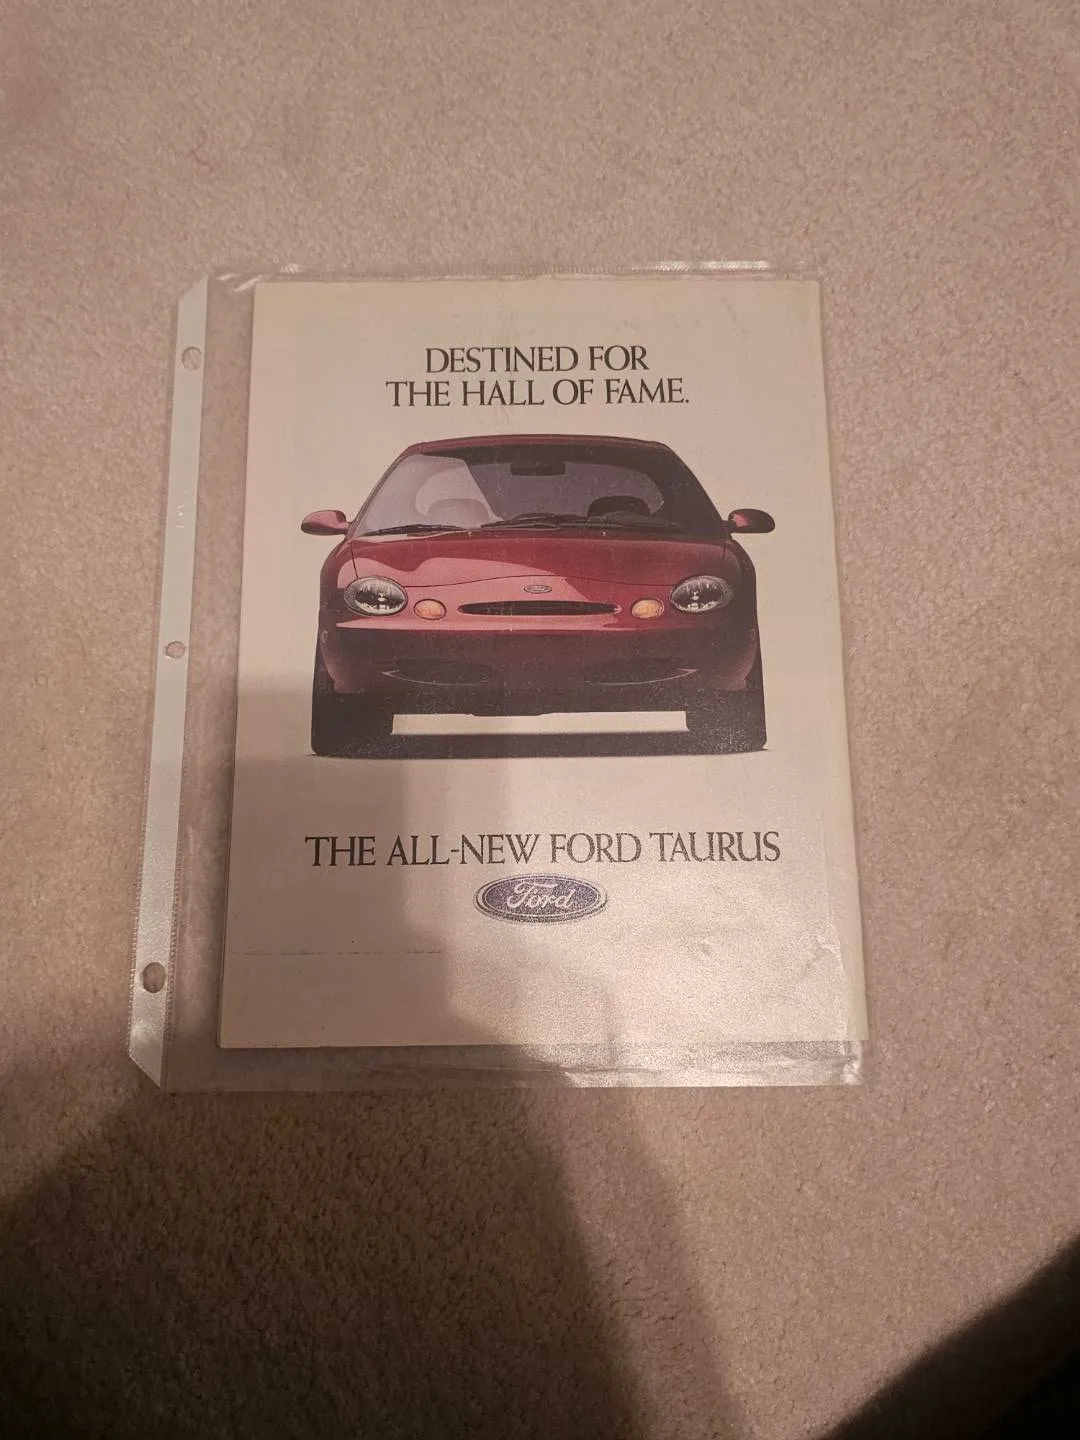 DESTINED FOR
THE HALL OF FAME.
THE ALL-NEW FORD TAURUS
Ford